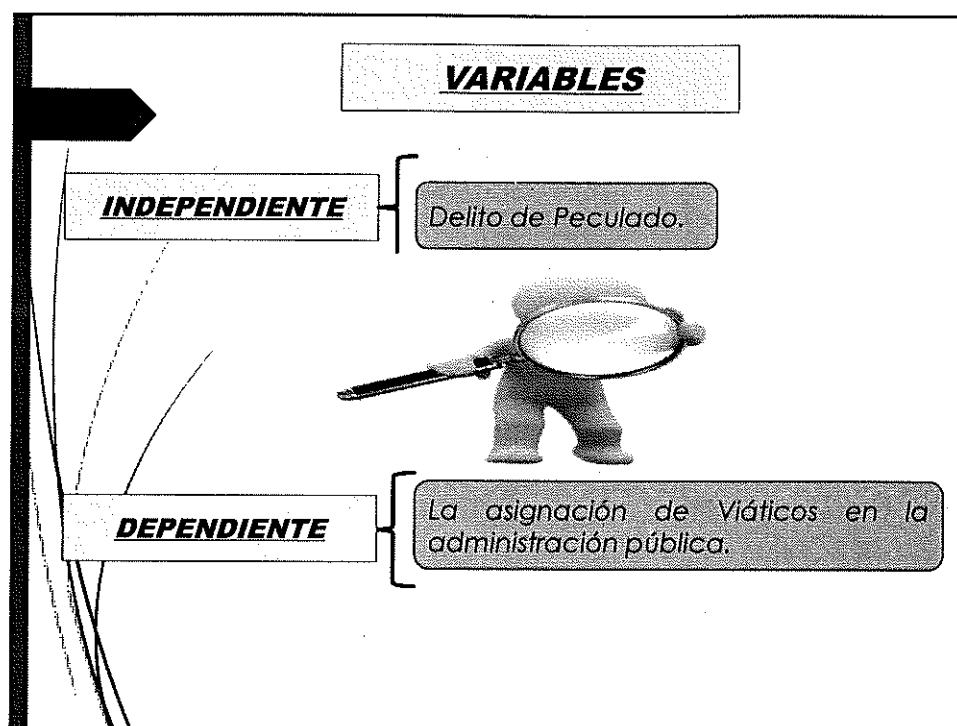 VARIABLES
INDEPENDIENTE
Delito de Peculado.
DEPENDIENTE
La asignación de Viáticos en la
administración pública.